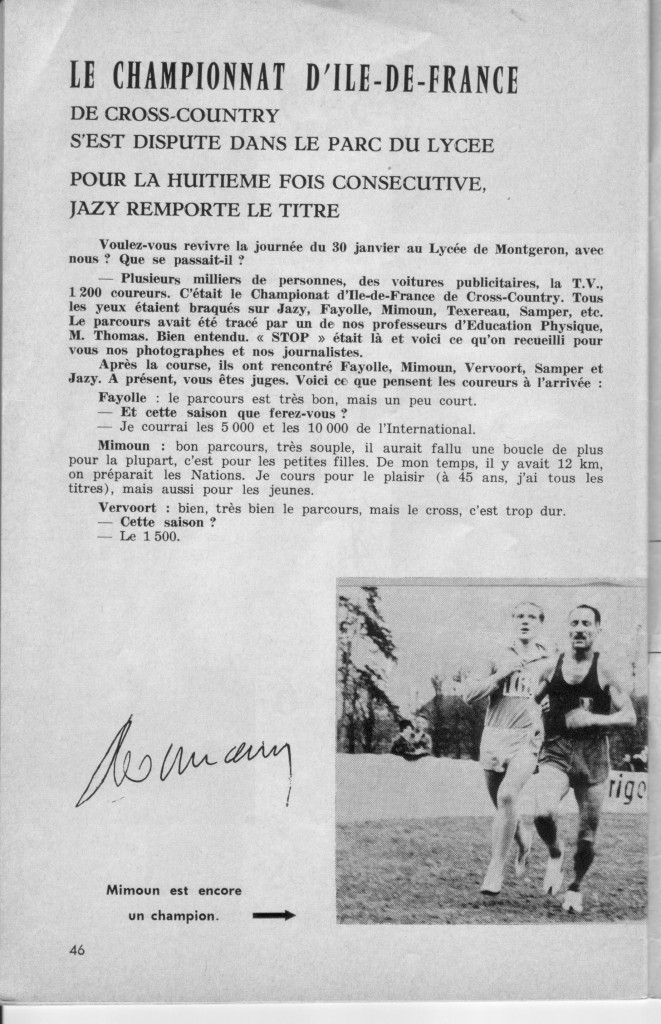 LE CHAMPIONNAT D'ILE-DE-FRANCE
DE CROSS-COUNTRY
S'EST DISPUTE DANS LE PARC DU LYCEE
POUR LA HUITIEME FOIS CONSECUTIVE,
JAZY REMPORTE LE TITRE
Voulez-vous revivre la journée du 30 janvier au Lycée de Montgeron, avec
nous ? Que se passait-il ?
— Plusieurs milliers de personnes, des voitures publicitaires, la T.V.,
1 200 coureurs. C'était le Championat d'Ile-de-France de Cross-Country. Tous
les yeux étaient braqués sur Jazy, Fayolle, Mimoun, Texereau, Samper, etc.
Le parcours avait été tracé par un de nos professeurs d'Education Physique,
M. Thomas. Bien entendu. « STOP » était là et voici ce qu'on recueilli pour
vous nos photographes et nos journalistes.
Après la course, ils ont rencontré Fayolle, Mimoun, Vervoort, Samper et
Jazy. A présent, vous êtes juges. Voici ce que pensent les coureurs à l'arrivée :
Fayolle : le parcours est très bon, mais un peu court.
— Et cette saison que ferez-vous ?
— Je courrai les 5 000 et les 10 000 de l'International.
Mimoun : bon parcours, très souple, il aurait fallu une boucle de plus
pour la plupart, c'est pour les petites filles. De mon temps, il y avait 12 km,
on préparait les Nations. Je cours pour le plaisir (à 45 ans, j'ai tous les
titres), mais aussi pour les jeunes.
Vervoort : bien, très bien le parcours, mais le cross, c'est trop dur.
— Cette saison ?
— Le 1 500.
rigo
Mimoun est encore
un champion.
46